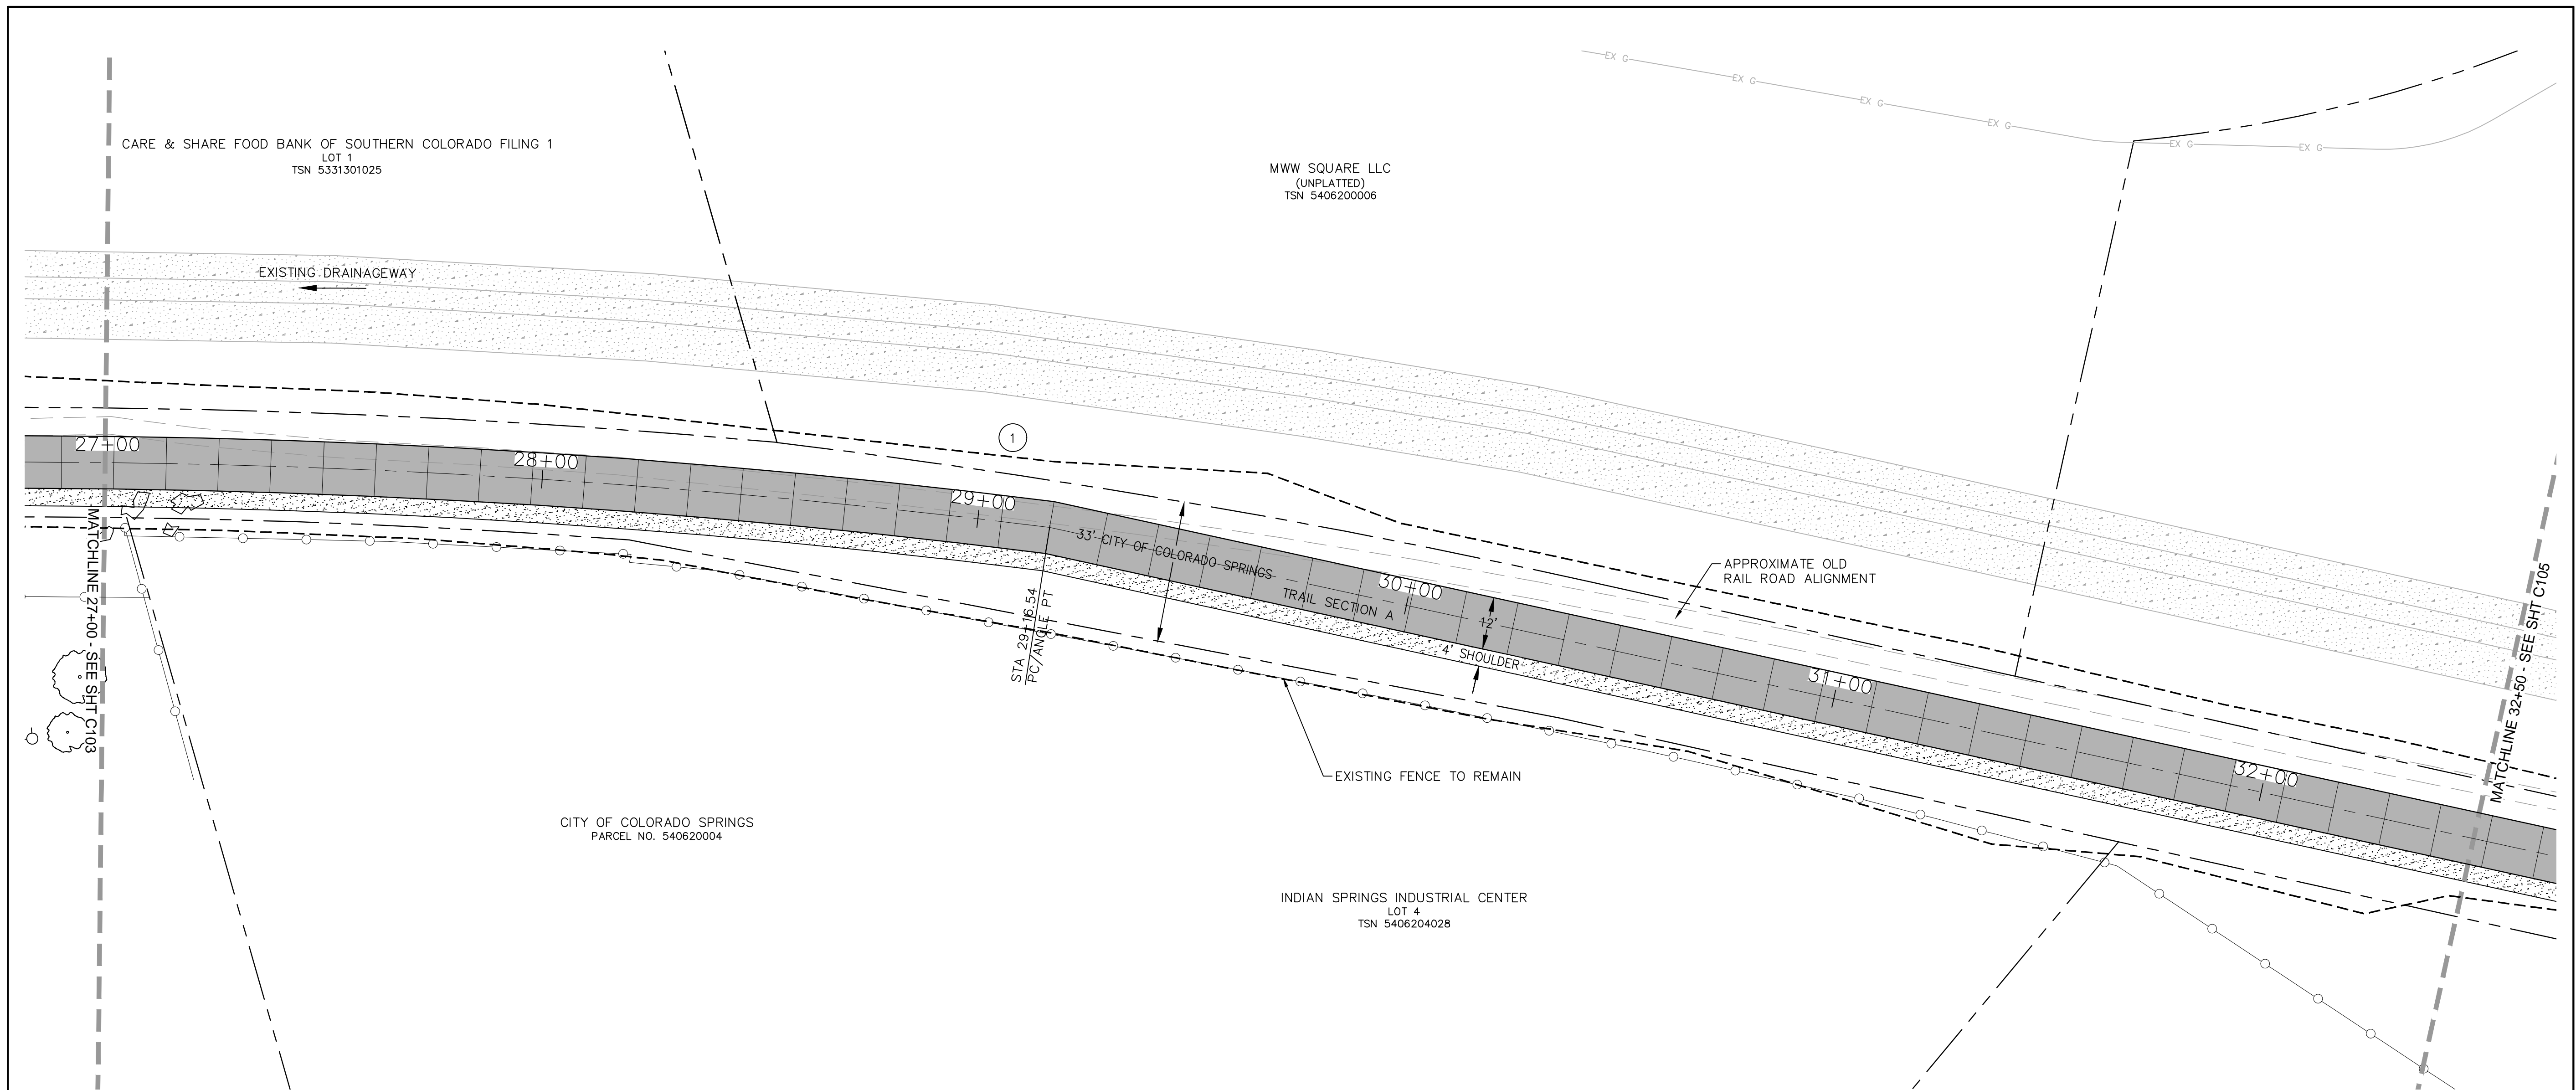 EX G
EX G
EX G
EX G
EX G
EX G
CARE & SHARE FOOD BANK OF SOUTHERN COLORADO FILING 1
LOT 1
TSN 5331301025
MWW SQUARE LLC
(UNPLATTED)
TSN 5406200006
EXISTING DRAINAGEWAY
27+00
28+00
1
29+00
33' CITY OF COLORADO SPRINGS
TRAIL SECTION A
30+00
12'
4' SHOULDER
APPROXIMATE OLD
RAIL ROAD ALIGNMENT
31+00
32+00
MATCHLINE 27+00 - SEE SHT C103
STA 29+16.54
PC/ANGLE PT
MATCHLINE 32+50 - SEE SHT C105
EXISTING FENCE TO REMAIN
CITY OF COLORADO SPRINGS
PARCEL NO. 540620004
INDIAN SPRINGS INDUSTRIAL CENTER
LOT 4
TSN 5406204028